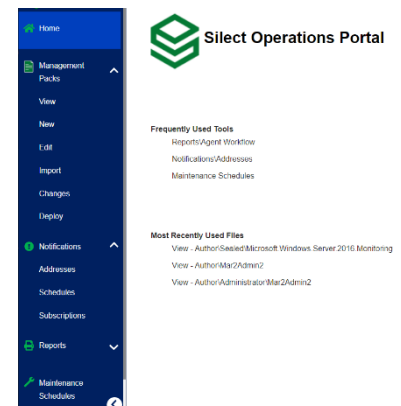 Home
Management
Packs
View
New
Edit
Import
Changes
Deploy
Notifications
Addresses
Schedules
Subscriptions
Reports
Maintenance
Schedules
Silect Operations Portal
Frequently Used Tools
Reports\Agent Workflow
Notifications\Addresses
Maintenance Schedules
Most Recently Used Files
View - Author\Sealed\Microsoft Windows Server.2016.Monitoring
View - Author\Mar2Admin2
View - Author\Administrator\Mar2Admin2